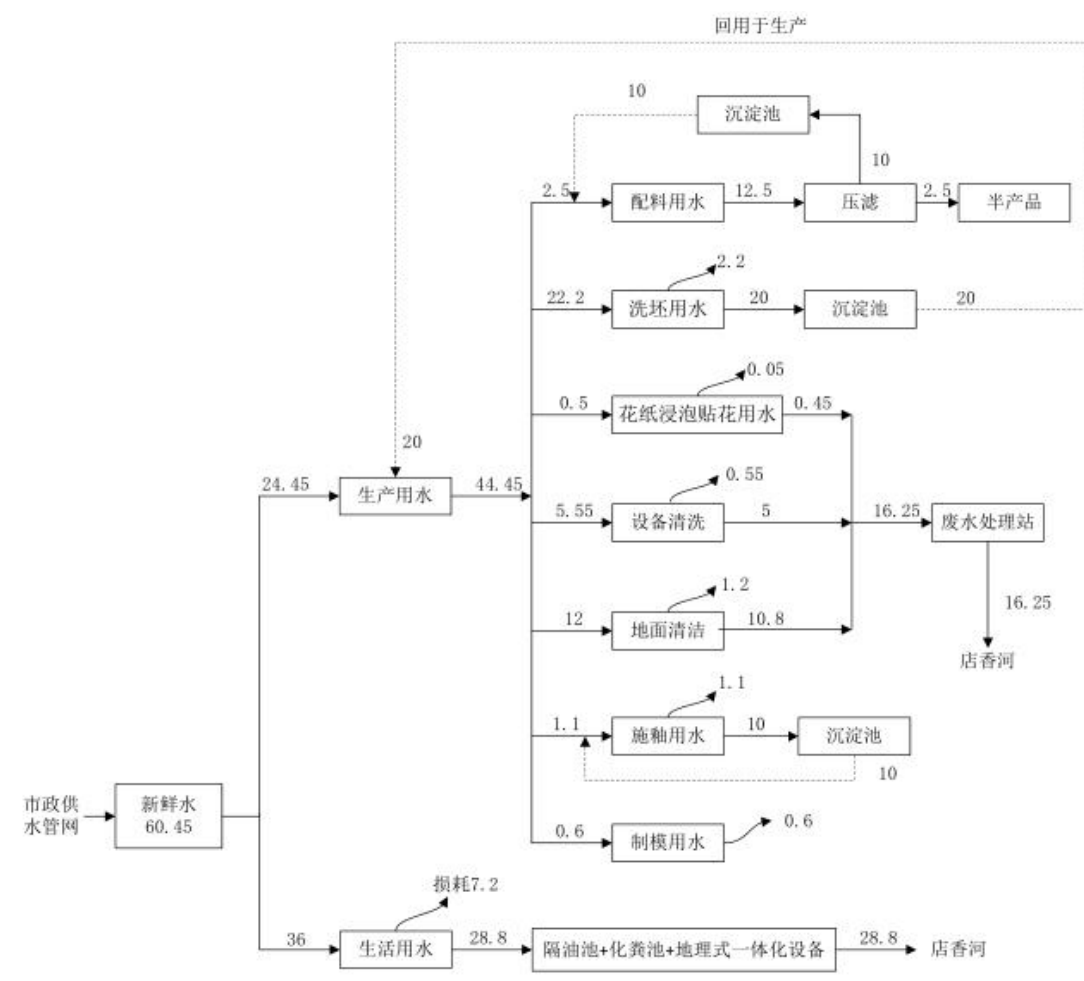 回用于生产
10
沉淀池
10
2.5
配料用水
12.5
压滤
2.5
半产品
2.2
22.2
洗坯用水
20
沉淀池
20
0.05
0.5
花纸浸泡贴花用水
0.45
20
24.45
生产用水
44.45
0.55
5.55
设备清洗
5
16.25
废水处理站
1.2
16.25
12
地面清洁
10.8
店香河
1.1
1.1
施釉用水
10
沉淀池
10
市政供
水管网
新鲜水
60.45
0.6
制模用水
0.6
损耗7.2
36
生活用水
28.8
隔油池+化粪池+地理式一体化设备
28.8
店香河